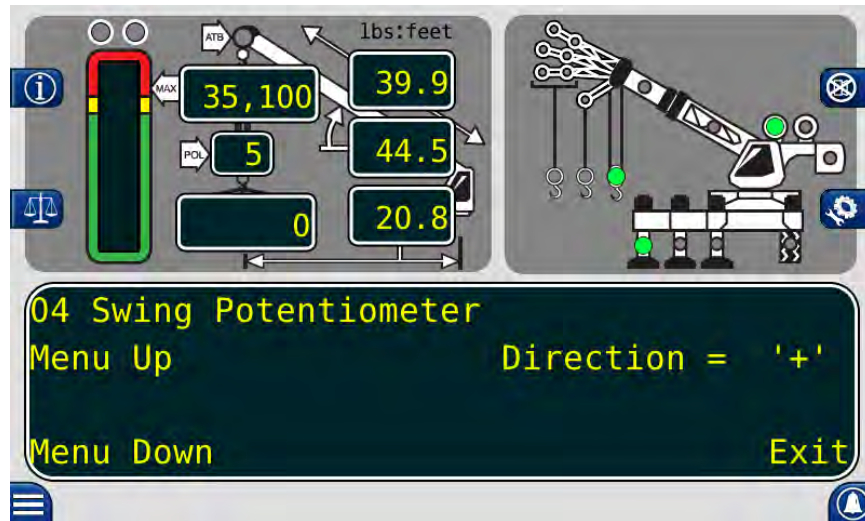 ATB
lbs:feet
MAX
35,100
39.9
POL
5
44.5
0
20.8
04 Swing Potentiometer
Menu Up
Direction = '+'
Menu Down
Exit